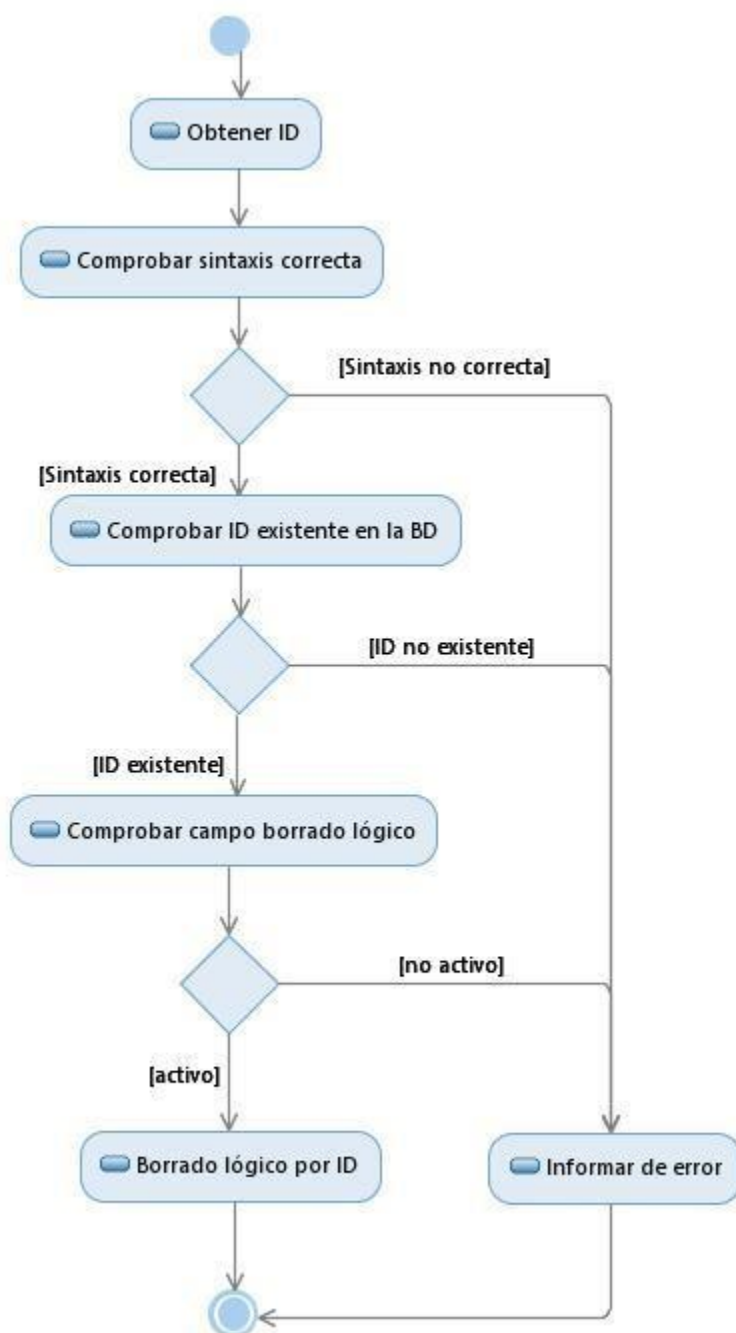 Obtener ID
Comprobar sintaxis correcta
[Sintaxis no correcta]
[Sintaxis correcta]
Comprobar ID existente en la BD
[ID no existente]
[ID existente]
Comprobar campo borrado lógico
[no activo]
[activo]
Borrado lógico por ID
Informar de error